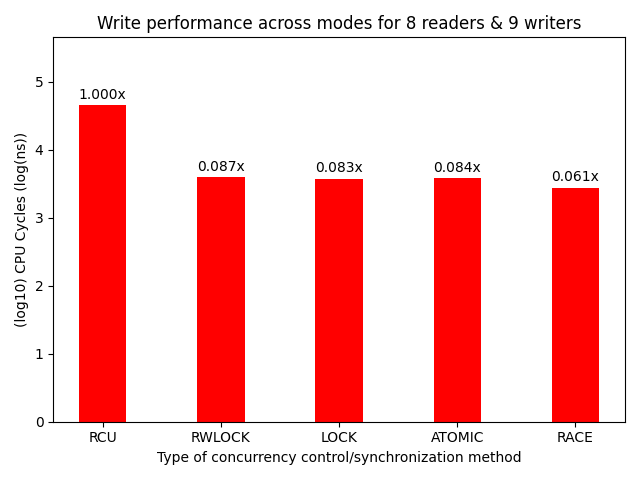 Write performance across modes for 8 readers & 9 writers
(log10) CPU Cycles (log(ns))
5
4
3
2
1
0
1.000x
0.087x
0.083x
0.084x
0.061x
RCU
RWLOCK
LOCK
ATOMIC
RACE
Type of concurrency control/synchronization method